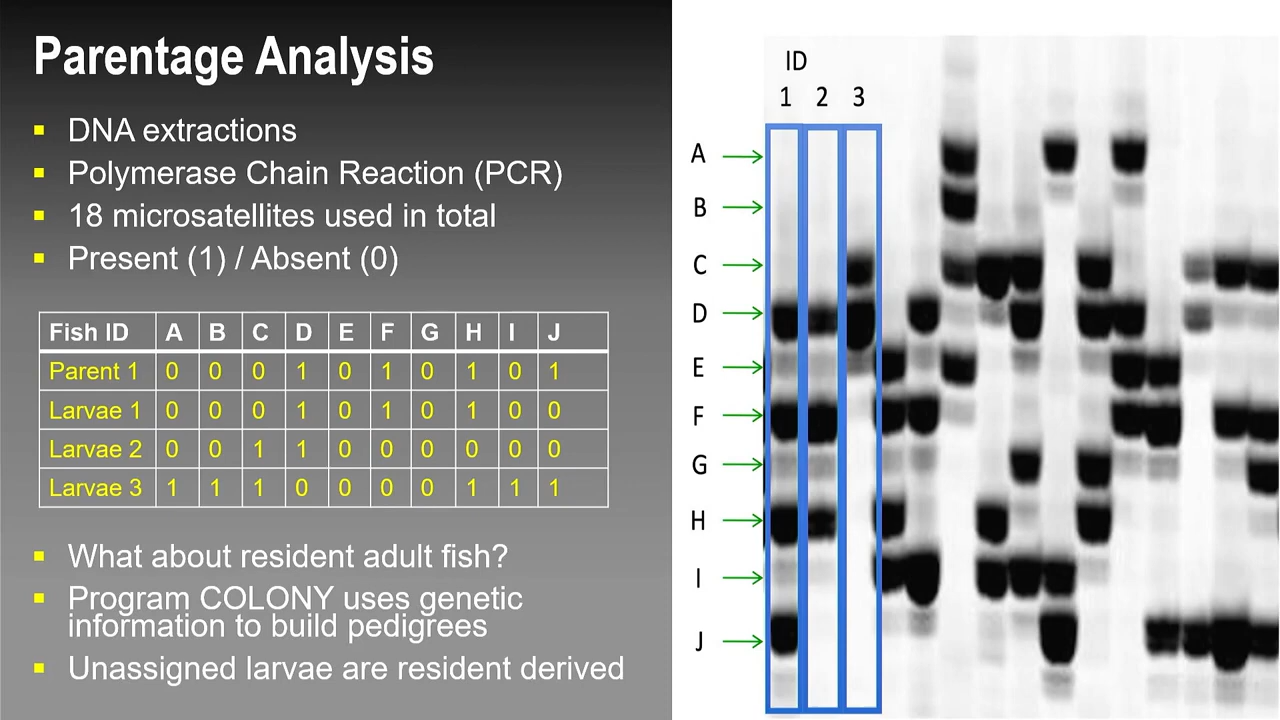 Parentage Analysis
DNA extractions
Polymerase Chain Reaction (PCR)
18 microsatellites used in total
Present (1) / Absent (0)
Fish ID A B C D E F G H I J
Parent 1 0 0 0 1 0 1 0 1 0 1
Larvae 1 0 0 0 1 0 1 0 1 0 0
Larvae 2 0 0 1 1 0 0 0 0 0 0
Larvae 3 1 1 1 0 0 0 0 1 1 1
What about resident adult fish?
Program COLONY uses genetic
information to build pedigrees
Unassigned larvae are resident derived
ID
1 2 3
A
B
C
D
E
F
G
H
I
J